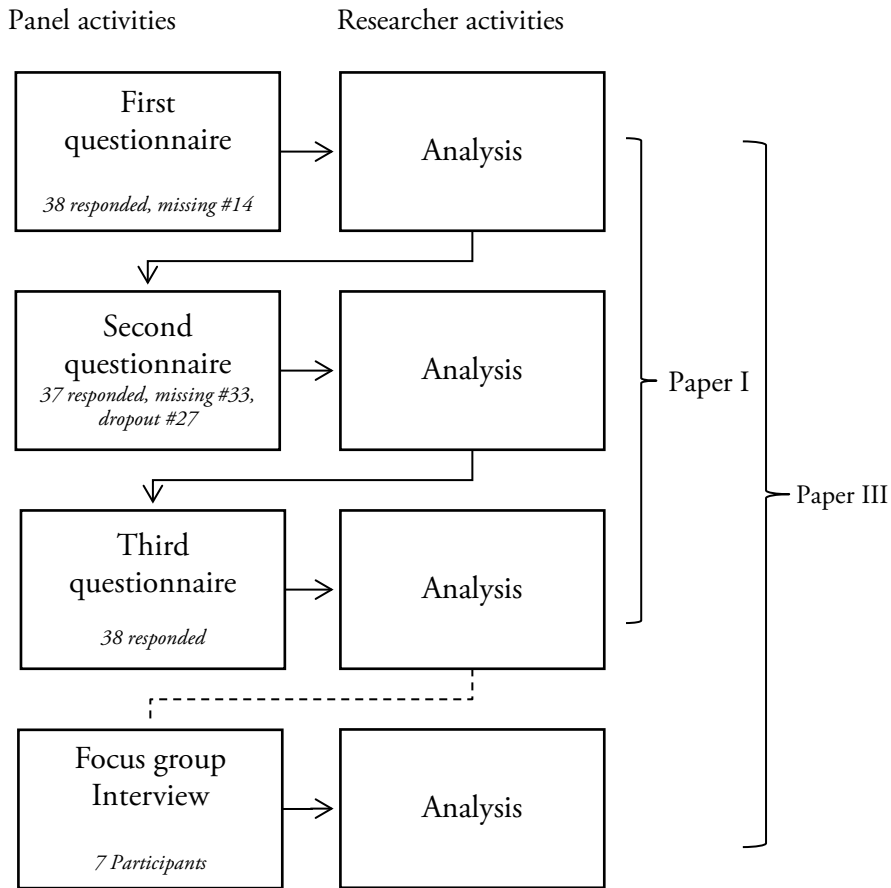 Panel activities
Researcher activities
First
questionnaire
38 responded, missing #14
Analysis
Second
questionnaire
37 responded, missing #33,
dropout #27
Analysis
Paper I
Third
questionnaire
38 responded
Analysis
Paper III
Focus group
Interview
7 Participants
Analysis